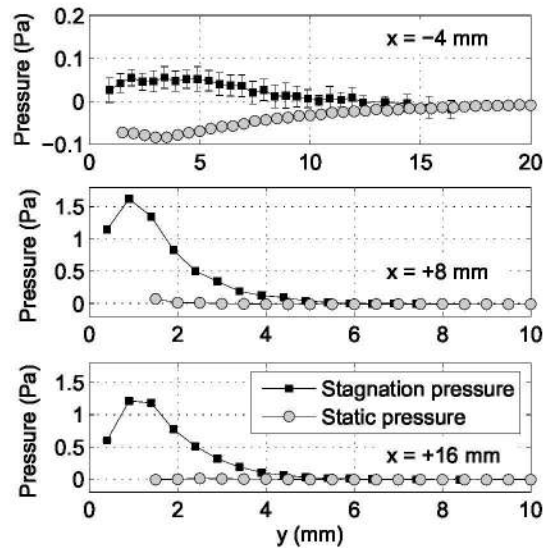 0.2
0.1
0
−0.1
Pressure (Pa)
x = −4 mm
0 5 10 15 20
1.5
1
0.5
0
Pressure (Pa)
x = +8 mm
0 2 4 6 8 10
1.5
1
0.5
0
Pressure (Pa)
Stagnation pressure
Static pressure
x = +16 mm
0 2 4 6 8 10
y (mm)